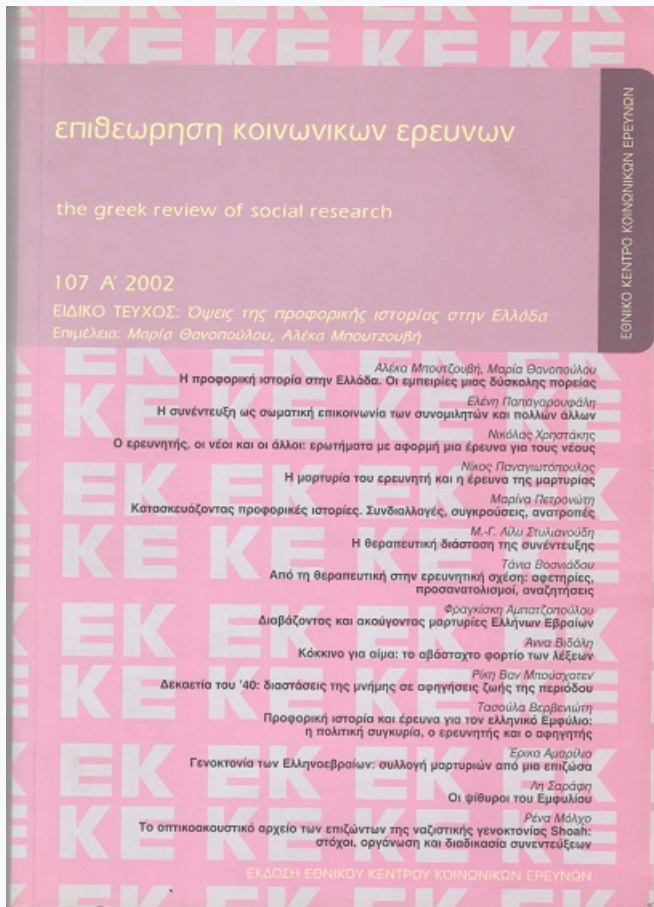 επιθεωρηση κοινωνικων ερευνων
the greek review of social research
107 Α' 2002
ΕΙΔΙΚΟ ΤΕΥΧΟΣ: Όψεις της προφορικής ιστορίας στην Ελλάδα
Επιμέλεια: Μαρία Θανοπούλου, Αλέκα Μπουτζουβή
ΕΘΝΙΚΟ ΚΕΝΤΡΟ ΚΟΙΝΩΝΙΚΩΝ ΕΡΕΥΝΩΝ
Αλέκα Μπουτζουβή, Μαρία Θανοπούλου
Η προφορική ιστορία στην Ελλάδα. Οι εμπειρίες μιας δύσκολης πορείας
Ελένη Παπαγαρουφάλη
Η συνέντευξη ως σωματική επικοινωνία των συνομιλητών και πολλών άλλων
Νικόλας Χρηστάκης
Ο ερευνητής, οι νέοι και οι άλλοι: ερωτήματα με αφορμή μια έρευνα για τους νέους
Νίκος Παναγιωτόπουλος
Η μαρτυρία του ερευνητή και η έρευνα της μαρτυρίας
Μαρίνα Πετρονώτη
Κατασκευάζοντας προφορικές ιστορίες. Συνδιαλλαγές, συγκρούσεις, ανατροπές
Μ.-Γ. Λίλυ Στυλιανούδη
Η θεραπευτική διάσταση της συνέντευξης
Τάνια Βοσνιάδου
Από τη θεραπευτική στην ερευνητική σχέση: αφετηρίες,
προσανατολισμοί, αναζητήσεις
Φραγκίσκη Αμπατζοπούλου
Διαβάζοντας και ακούγοντας μαρτυρίες Ελλήνων Εβραίων
Άννα Βιδάλη
Κόκκινο για αίμα: το αβάσταχτο φορτίο των λέξεων
Ρίκη Βαν Μπούσχοτεν
Δεκαετία του '40: διαστάσεις της μνήμης σε αφηγήσεις ζωής της περιόδου
Τασούλα Βερβενιώτη
Προφορική ιστορία και έρευνα για τον ελληνικό Εμφύλιο:
η πολιτική συγκυρία, ο ερευνητής και ο αφηγητής
Έρικα Αμαρίλιο
Γενοκτονία των Ελληνοεβραίων: συλλογή μαρτυριών από μια επιζώσα
Λη Σαράφη
Οι ψίθυροι του Εμφυλίου
Ρένα Μόλχο
Το οπτικοακουστικό αρχείο των επιζώντων της ναζιστικής γενοκτονίας Shoah:
στόχοι, οργάνωση και διαδικασία συνεντεύξεων
ΕΚΔΟΣΗ ΕΘΝΙΚΟΥ ΚΕΝΤΡΟΥ ΚΟΙΝΩΝΙΚΩΝ ΕΡΕΥΝΩΝ